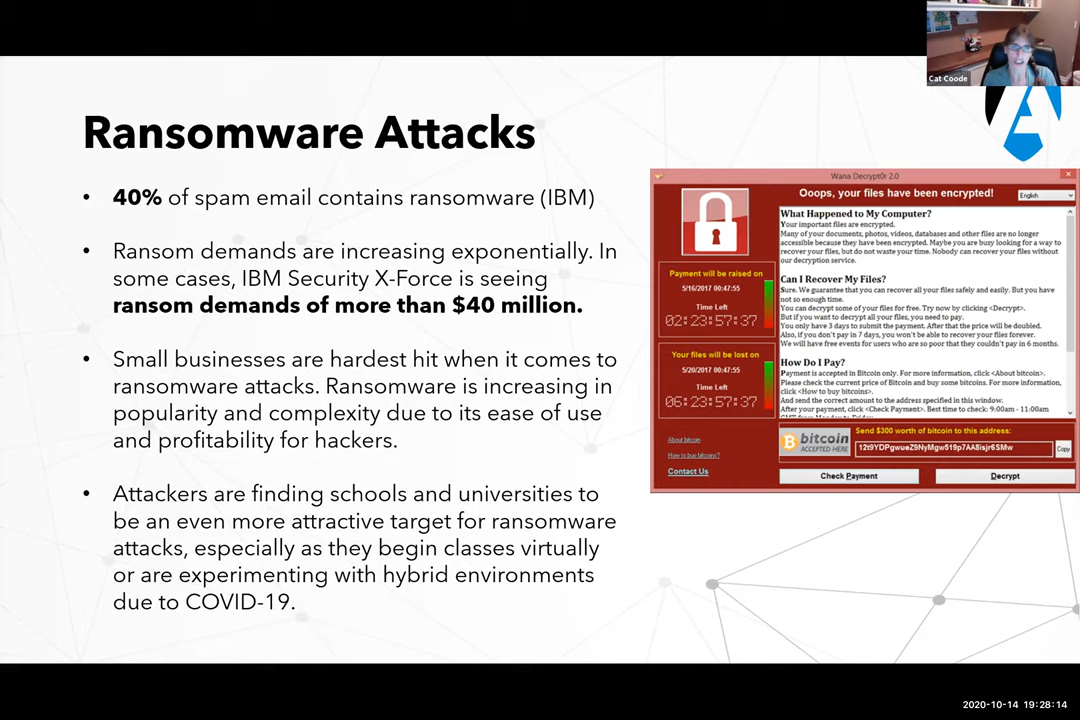 Cat Coode
Ransomware Attacks
• 40% of spam email contains ransomware (IBM)
• Ransom demands are increasing exponentially. In
some cases, IBM Security X-Force is seeing
ransom demands of more than $40 million.
• Small businesses are hardest hit when it comes to
ransomware attacks. Ransomware is increasing in
popularity and complexity due to its ease of use
and profitability for hackers.
• Attackers are finding schools and universities to
be an even more attractive target for ransomware
attacks, especially as they begin classes virtually
or are experimenting with hybrid environments
due to COVID-19.
Wana Decrypt0r 2.0
Ooops, your files have been encrypted!
English
Payment will be raised on
5/16/2017 00:47:55
Time Left
02:23:57:37
Your files will be lost on
5/20/2017 00:47:55
Time Left
06:23:57:37
About bitcoin
How to buy bitcoins?
Contact Us
What Happened to My Computer?
Your important files are encrypted.
Many of your documents, photos, videos, databases and other files are no longer
accessible because they have been encrypted. Maybe you are busy looking for a way to
recover your files, but do not waste your time. Nobody can recover your files without
our decryption service.
Can I Recover My Files?
Sure. We guarantee that you can recover all your files safely and easily. But you have
not so enough time.
You can decrypt some of your files for free. Try now by clicking <Decrypt>.
But if you want to decrypt all your files, you need to pay.
You only have 3 days to submit the payment. After that the price will be doubled.
Also, if you don't pay in 7 days, you won't be able to recover your files forever.
We will have free events for users who are so poor that they couldn't pay in 6 months.
How Do I Pay?
Payment is accepted in Bitcoin only. For more information, click <About bitcoin>.
Please check the current price of Bitcoin and buy some bitcoins. For more information,
click <How to buy bitcoins>.
And send the correct amount to the address specified in this window.
After your payment, click <Check Payment>. Best time to check: 9:00am - 11:00am
GMT from Monday to Friday.
bitcoin
ACCEPTED HERE
Send $300 worth of bitcoin to this address:
12t9YDPgwueZ9NyMgw519p7AA8isjr6SMw
Copy
Check Payment
Decrypt
2020-10-14 19:28:14